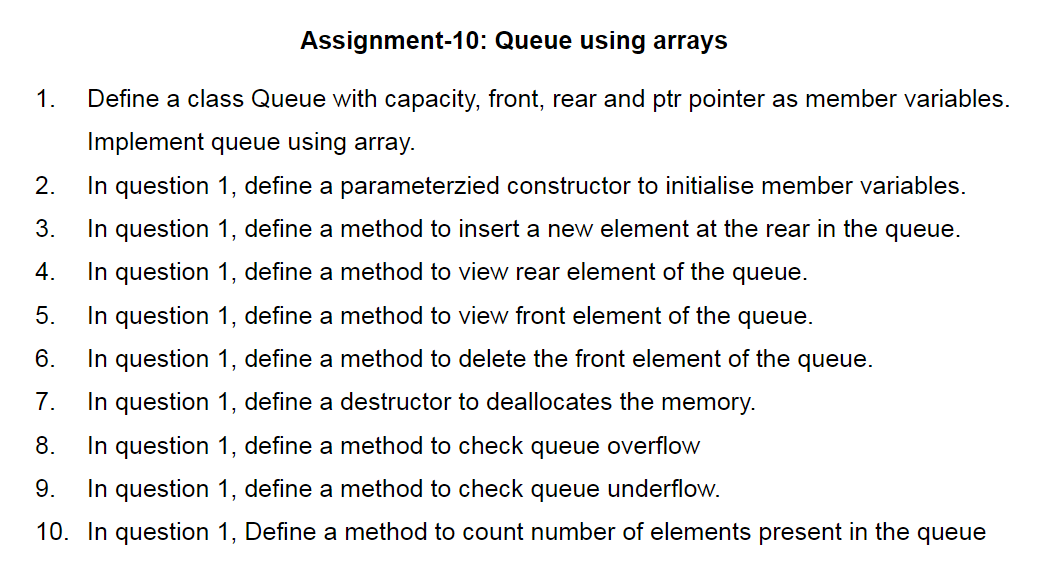 Assignment-10: Queue using arrays
1. Define a class Queue with capacity, front, rear and ptr pointer as member variables.
Implement queue using array.
2. In question 1, define a parameterzied constructor to initialise member variables.
3. In question 1, define a method to insert a new element at the rear in the queue.
4. In question 1, define a method to view rear element of the queue.
5. In question 1, define a method to view front element of the queue.
6. In question 1, define a method to delete the front element of the queue.
7. In question 1, define a destructor to deallocates the memory.
8. In question 1, define a method to check queue overflow
9. In question 1, define a method to check queue underflow.
10. In question 1, Define a method to count number of elements present in the queue